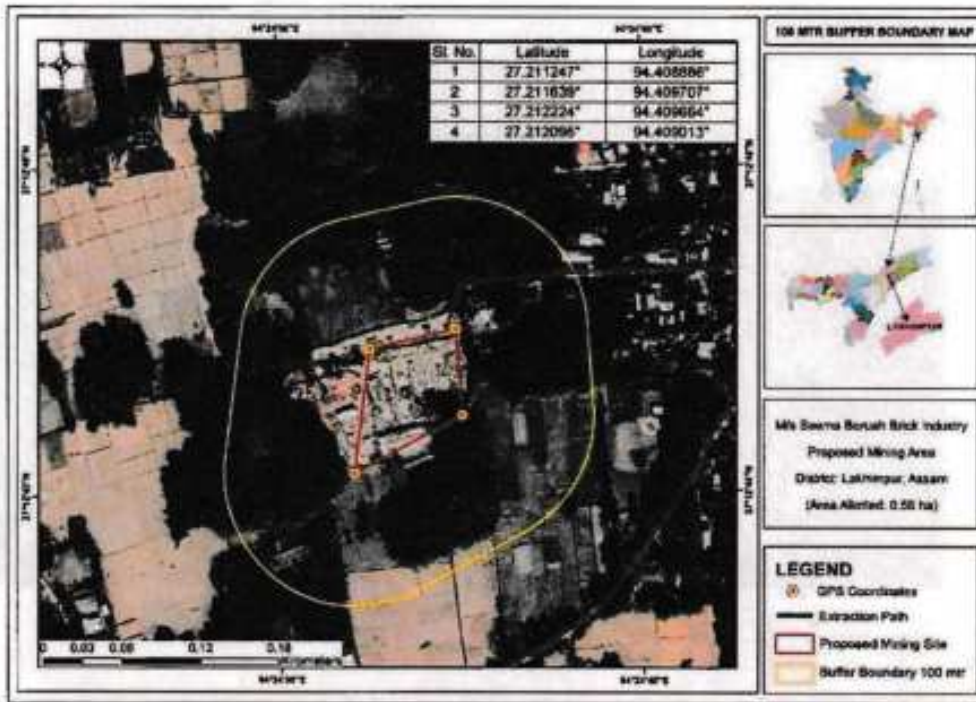 Sl. No. Latitude Longitude
1 27.211247° 94.408886°
2 27.211639° 94.409707°
3 27.212224° 94.409664°
4 27.212096° 94.409013°
100 MTR BUFFER BOUNDARY MAP
LAKHIMPUR
M/s Seema Boruah Brick Industry
Proposed Mining Area
District: Lakhimpur, Assam
(Area Allotted: 0.56 ha)
LEGEND
GPS Coordinates
Extraction Path
Proposed Mining Site
Buffer Boundary 100 mtr
0 0.03 0.06 0.12 0.18
Kilometers